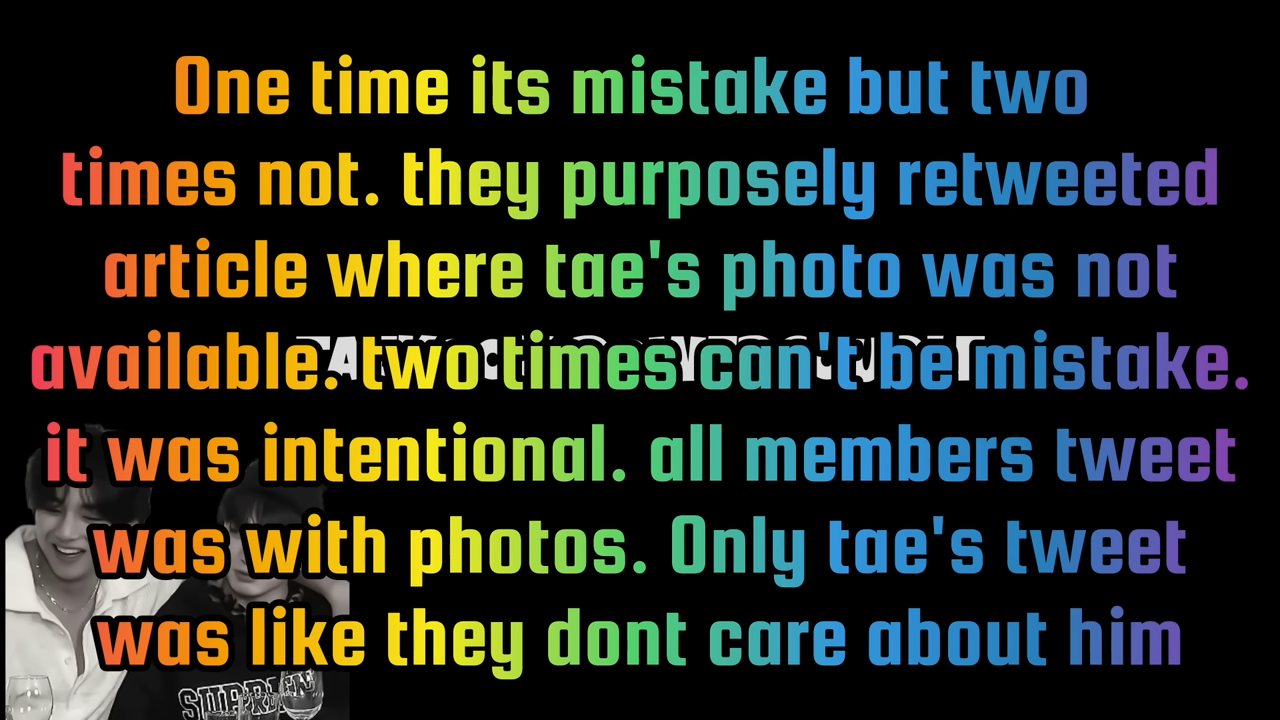 One time its mistake but two
times not. they purposely retweeted
article where tae's photo was not
available. two times can't be mistake.
it was intentional. all members tweet
was with photos. Only tae's tweet
was like they dont care about him